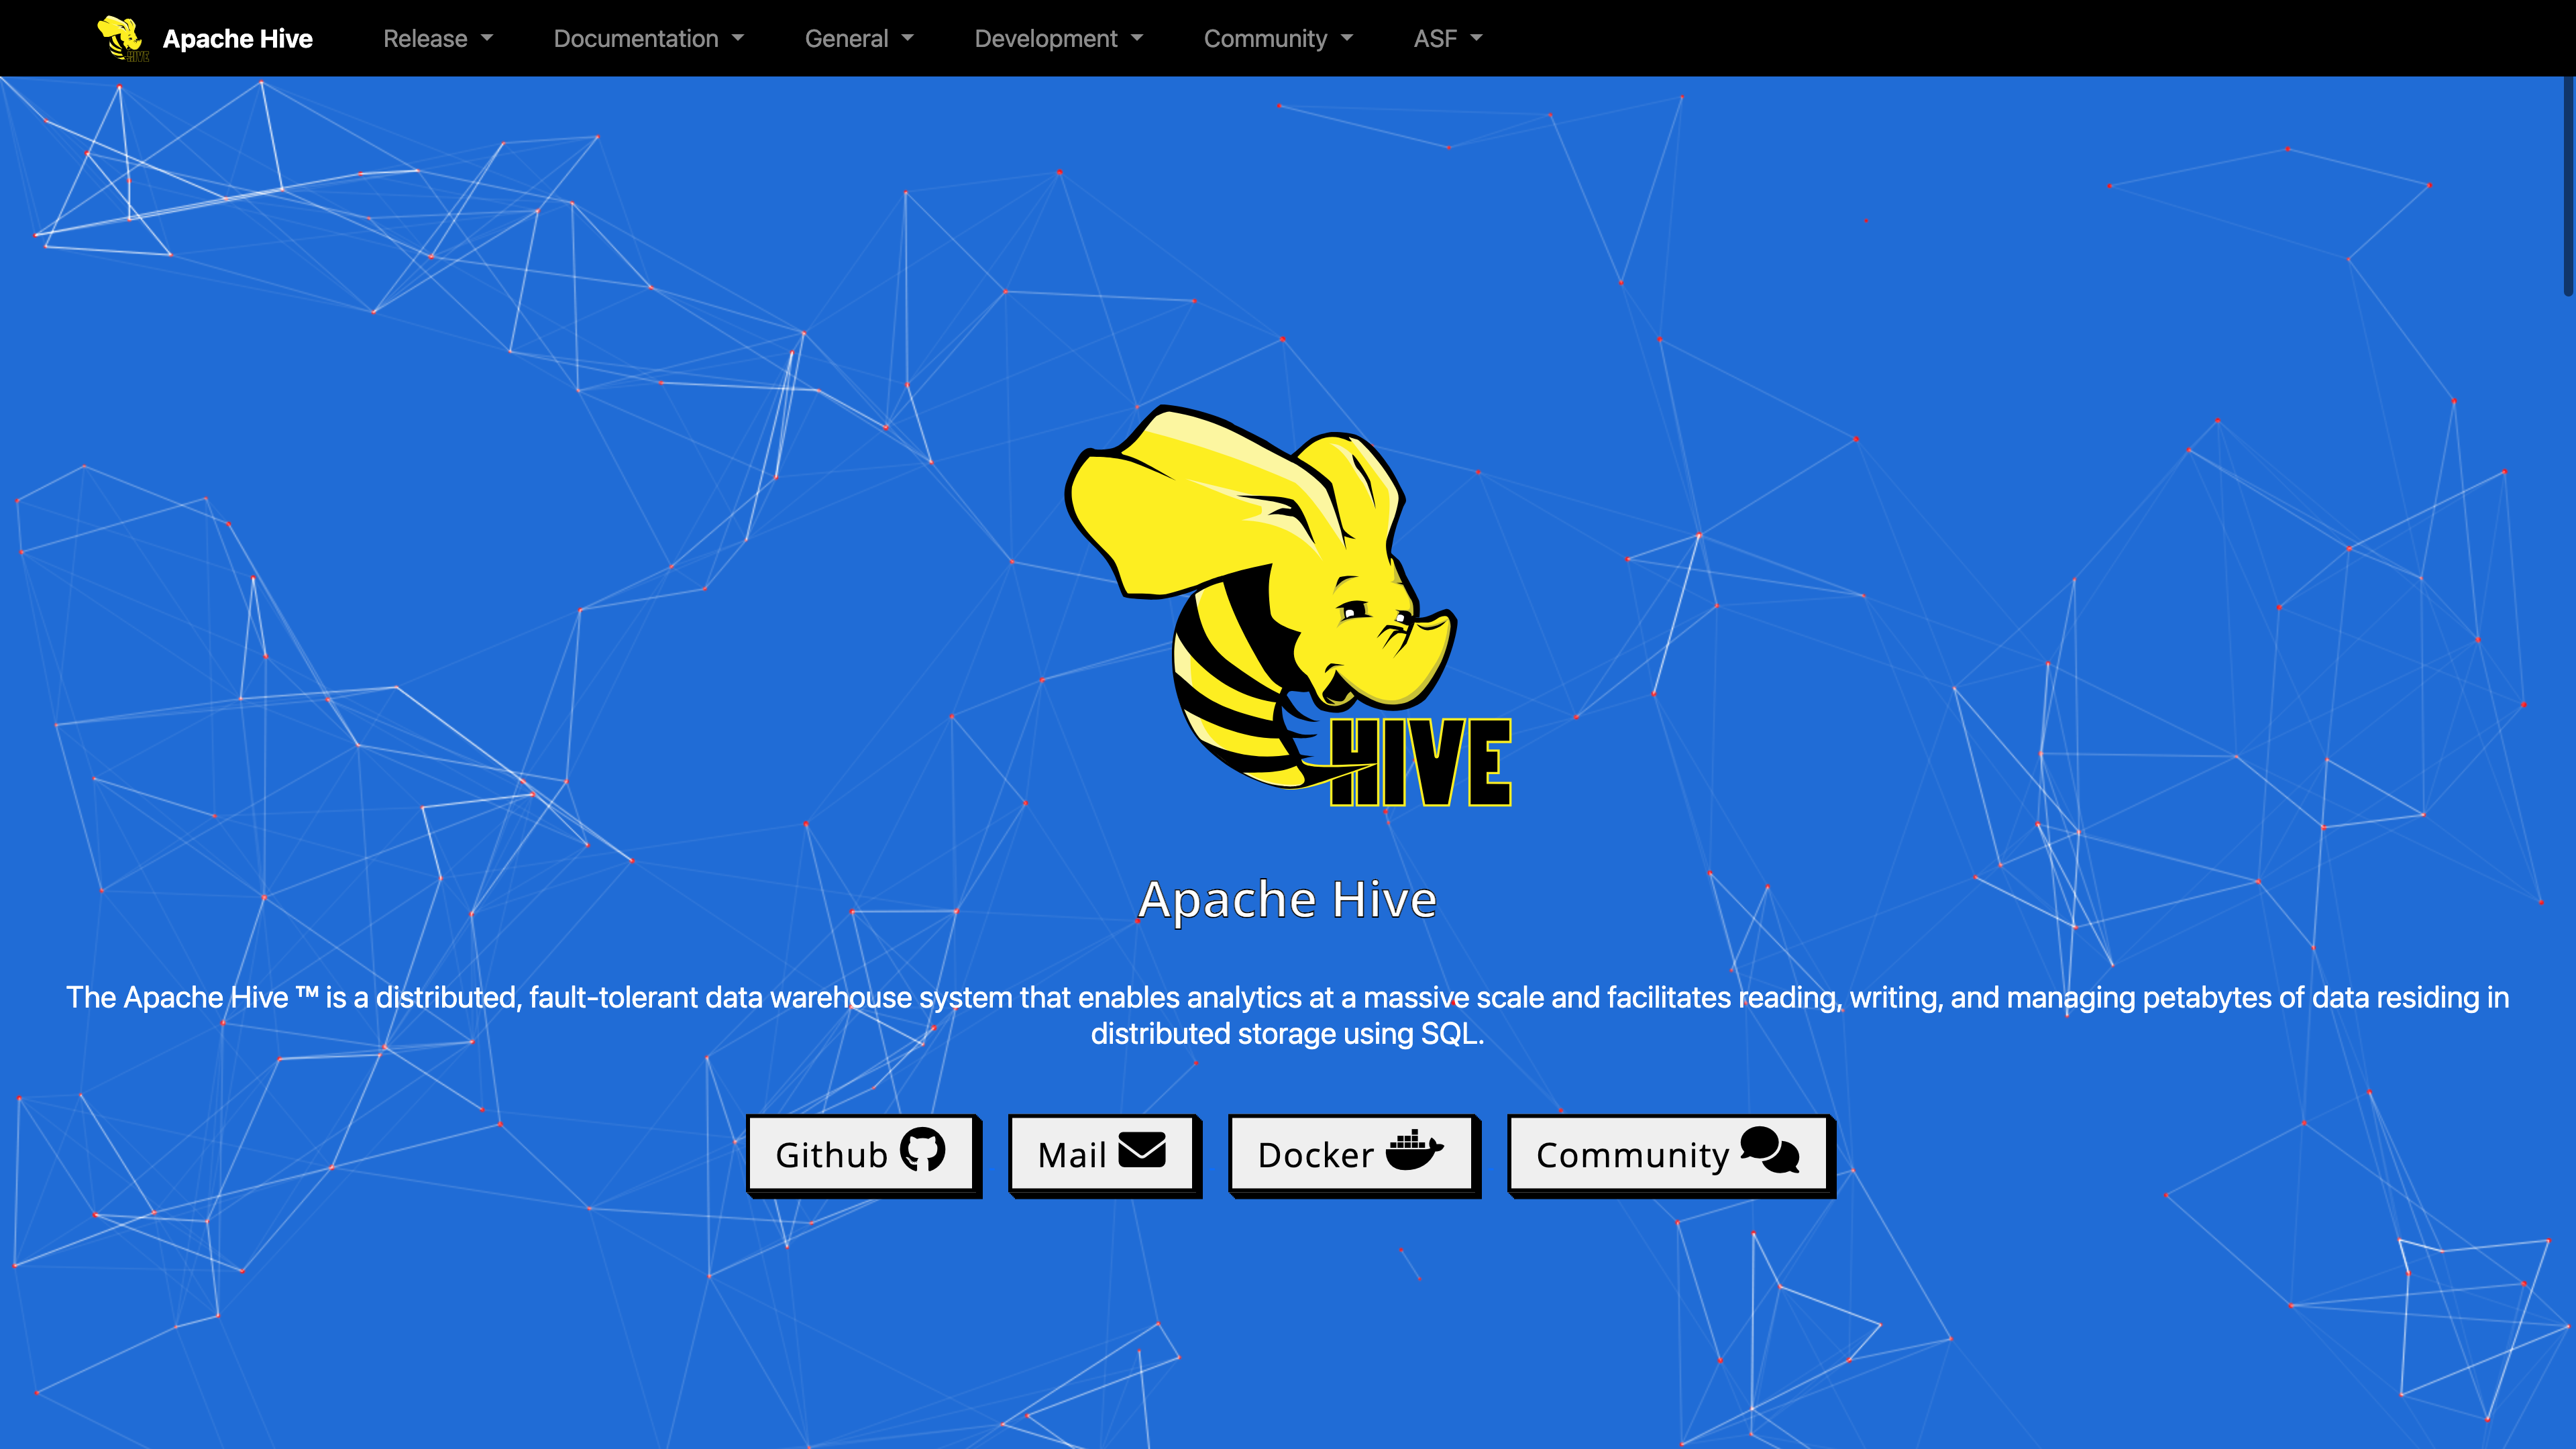 Apache Hive Release Documentation General Development Community ASF
HIVE
Apache Hive
The Apache Hive ™ is a distributed, fault-tolerant data warehouse system that enables analytics at a massive scale and facilitates reading, writing, and managing petabytes of data residing in
distributed storage using SQL.
Github Mail Docker Community